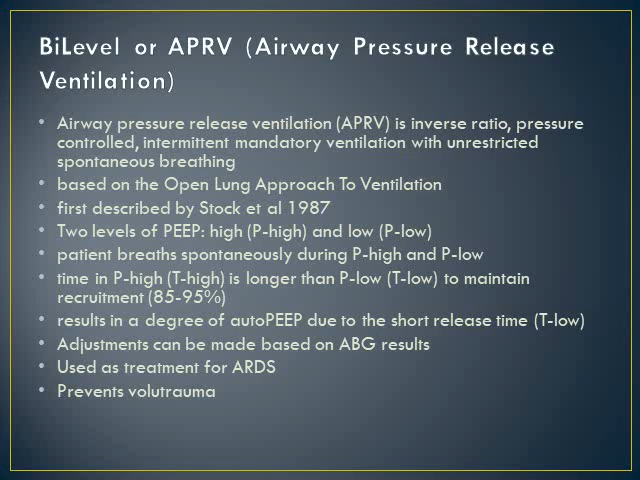 BiLevel or APRV (Airway Pressure Release
Ventilation)
• Airway pressure release ventilation (APRV) is inverse ratio, pressure
controlled, intermittent mandatory ventilation with unrestricted
spontaneous breathing
• based on the Open Lung Approach To Ventilation
• first described by Stock et al 1987
• Two levels of PEEP: high (P-high) and low (P-low)
• patient breaths spontaneously during P-high and P-low
• time in P-high (T-high) is longer than P-low (T-low) to maintain
recruitment (85-95%)
• results in a degree of autoPEEP due to the short release time (T-low)
• Adjustments can be made based on ABG results
• Used as treatment for ARDS
• Prevents volutrauma